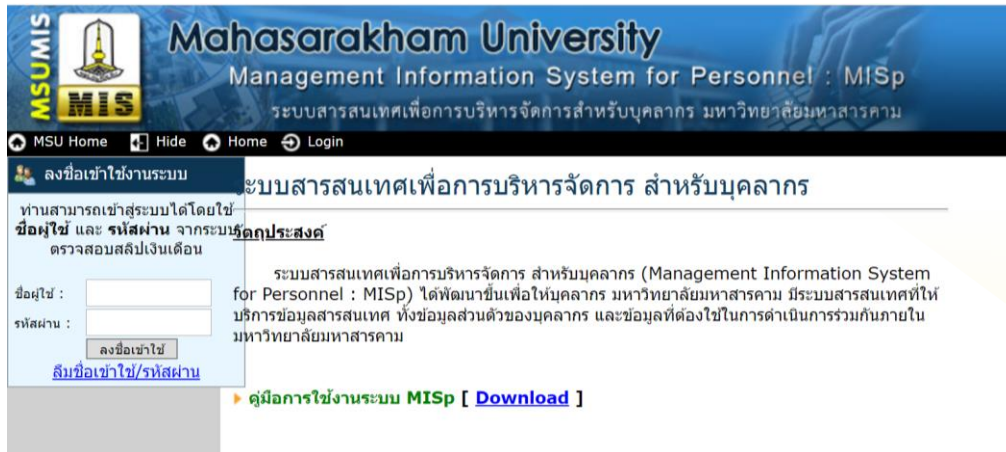 MSUMIS
MIS
Mahasarakham University
Management Information System for Personnel : MISp
ระบบสารสนเทศเพื่อการบริหารจัดการสำหรับบุคลากร มหาวิทยาลัยมหาสารคาม
MSU Home Hide Home Login
ลงชื่อเข้าใช้งานระบบ
ท่านสามารถเข้าสู่ระบบได้โดยใช้
ชื่อผู้ใช้ และ รหัสผ่าน จากระบบ
ตรวจสอบสลิปเงินเดือน
ชื่อผู้ใช้ :
รหัสผ่าน :
ลงชื่อเข้าใช้
ลืมชื่อเข้าใช้/รหัสผ่าน
ระบบสารสนเทศเพื่อการบริหารจัดการ สำหรับบุคลากร
วัตถุประสงค์
ระบบสารสนเทศเพื่อการบริหารจัดการ สำหรับบุคลากร (Management Information System
for Personnel : MISp) ได้พัฒนาขึ้นเพื่อให้บุคลากร มหาวิทยาลัยมหาสารคาม มีระบบสารสนเทศที่ให้
บริการข้อมูลสารสนเทศ ทั้งข้อมูลส่วนตัวของบุคลากร และข้อมูลที่ต้องใช้ในการดำเนินการร่วมกันภายใน
มหาวิทยาลัยมหาสารคาม
คู่มือการใช้งานระบบ MISp [ Download ]